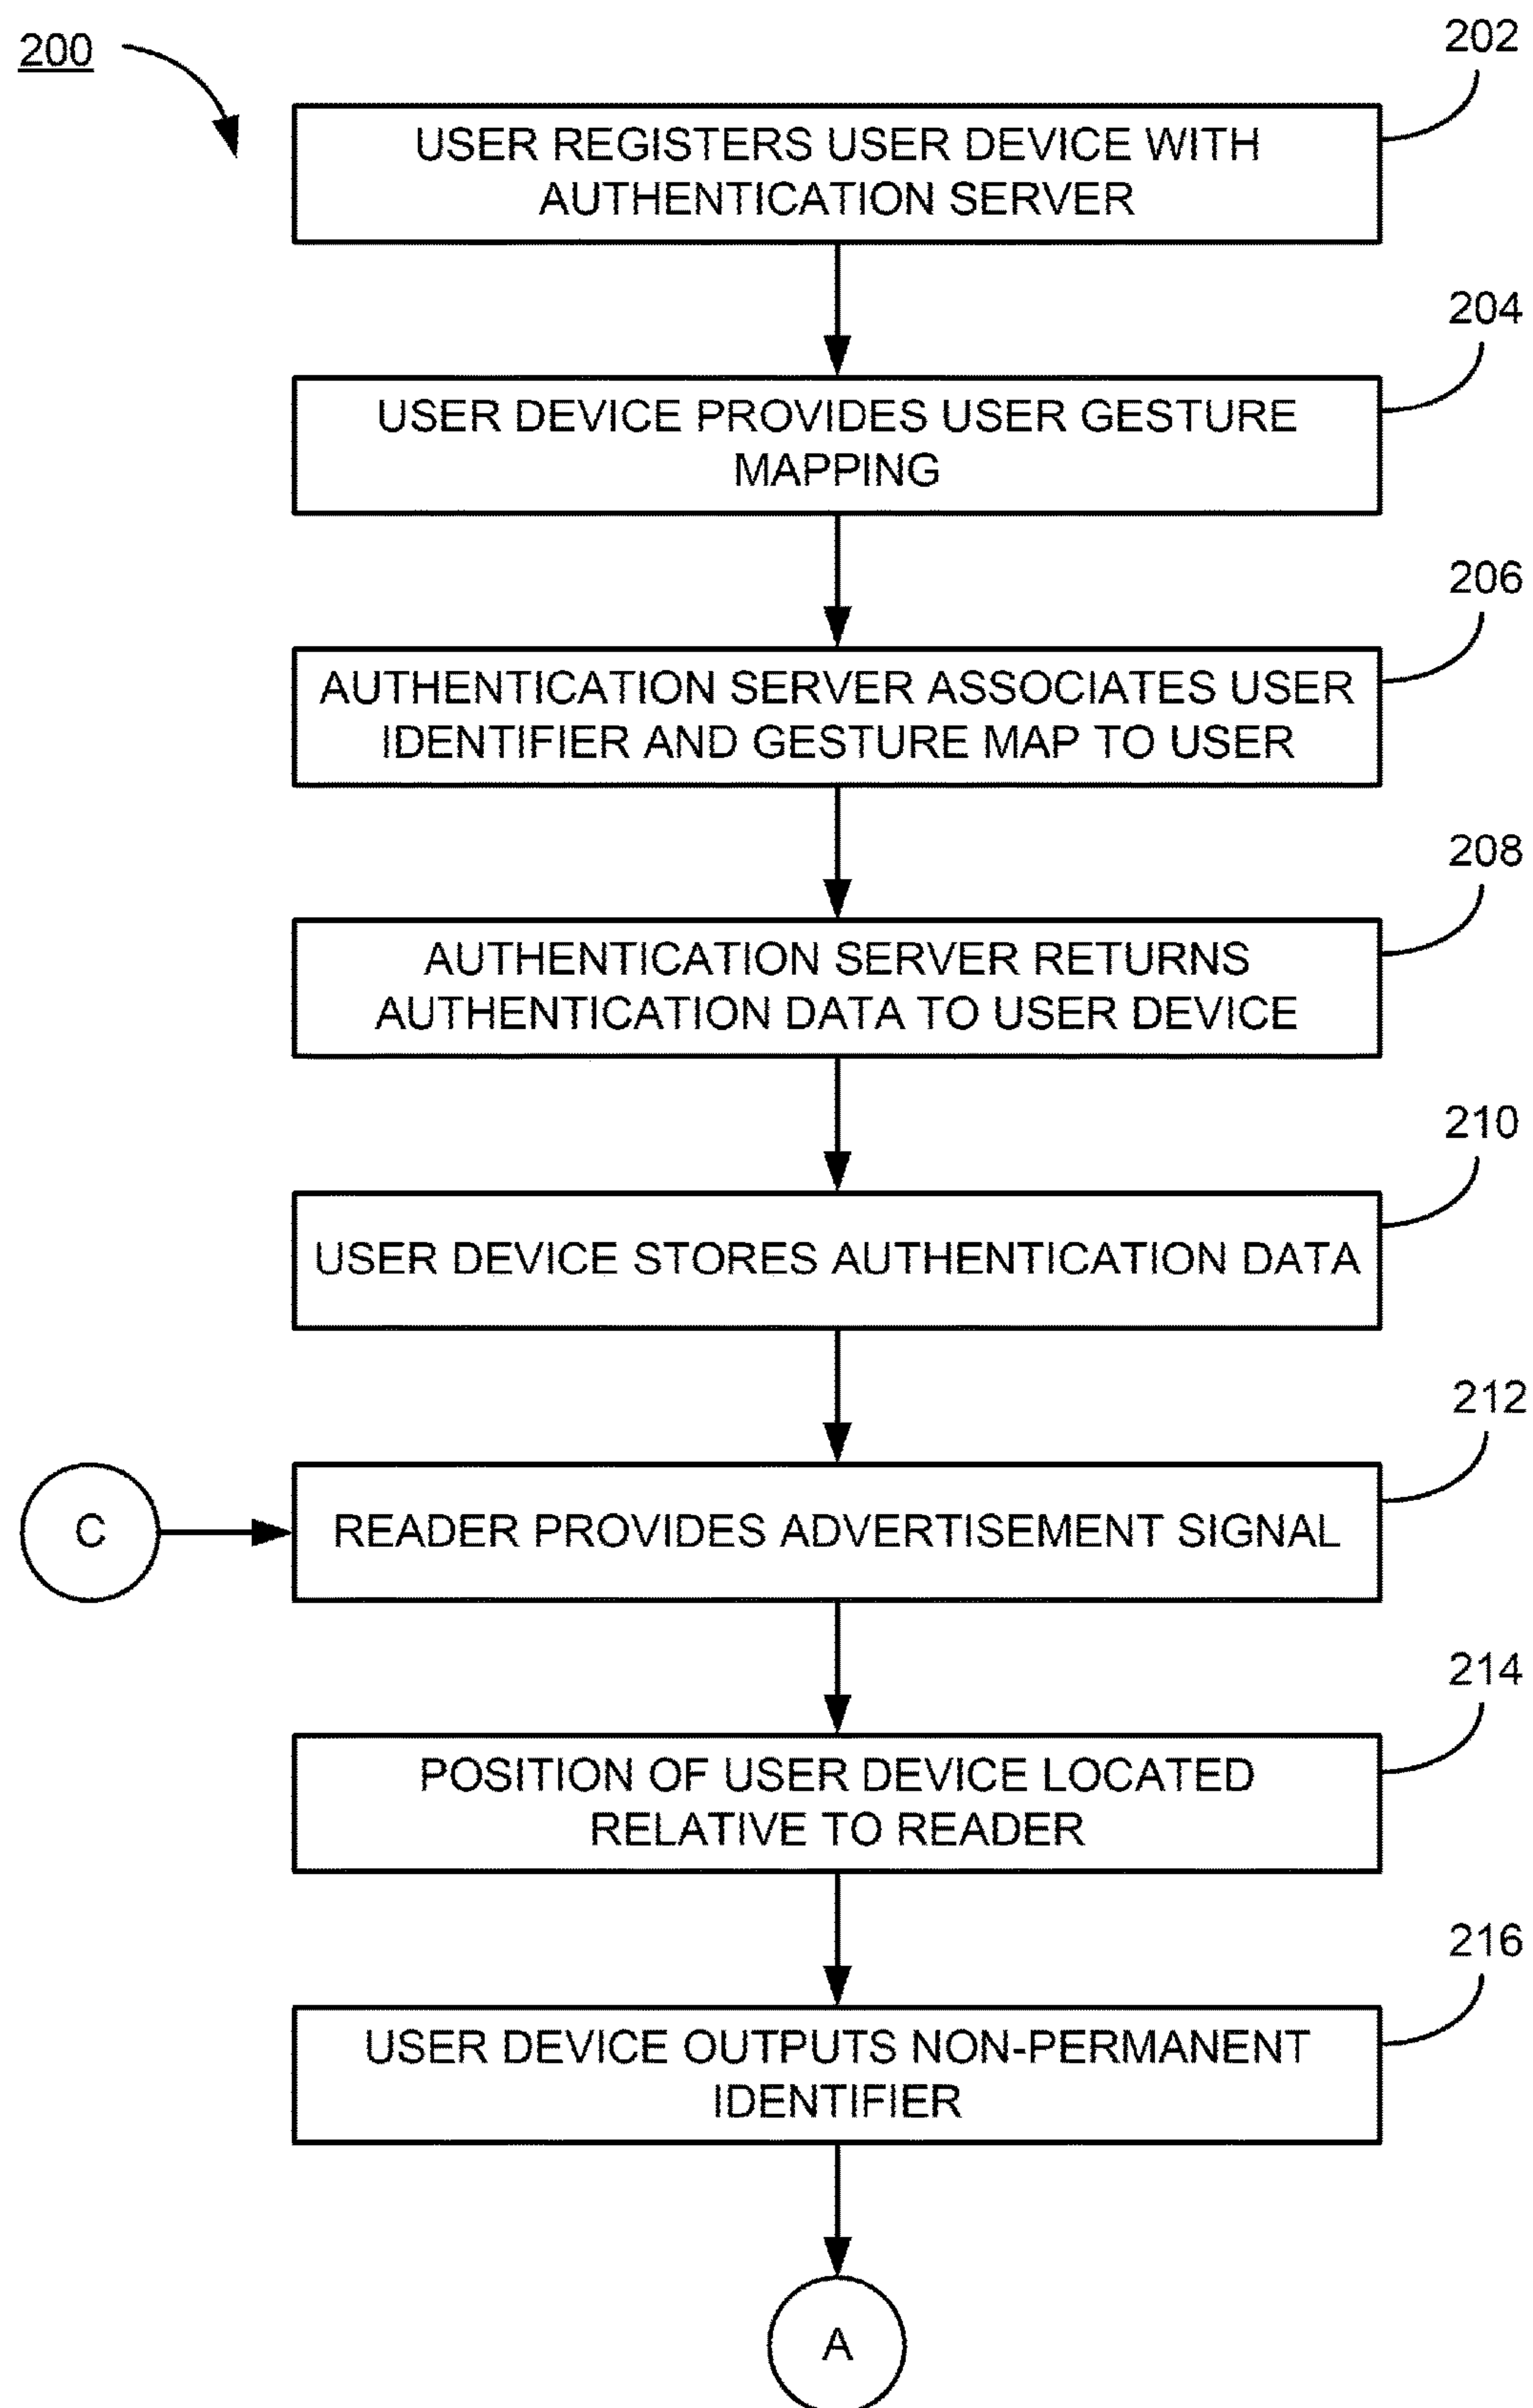 200
202
USER REGISTERS USER DEVICE WITH
AUTHENTICATION SERVER
204
USER DEVICE PROVIDES USER GESTURE
MAPPING
206
AUTHENTICATION SERVER ASSOCIATES USER
IDENTIFIER AND GESTURE MAP TO USER
208
AUTHENTICATION SERVER RETURNS
AUTHENTICATION DATA TO USER DEVICE
210
USER DEVICE STORES AUTHENTICATION DATA
212
C
READER PROVIDES ADVERTISEMENT SIGNAL
214
POSITION OF USER DEVICE LOCATED
RELATIVE TO READER
216
USER DEVICE OUTPUTS NON-PERMANENT
IDENTIFIER
A